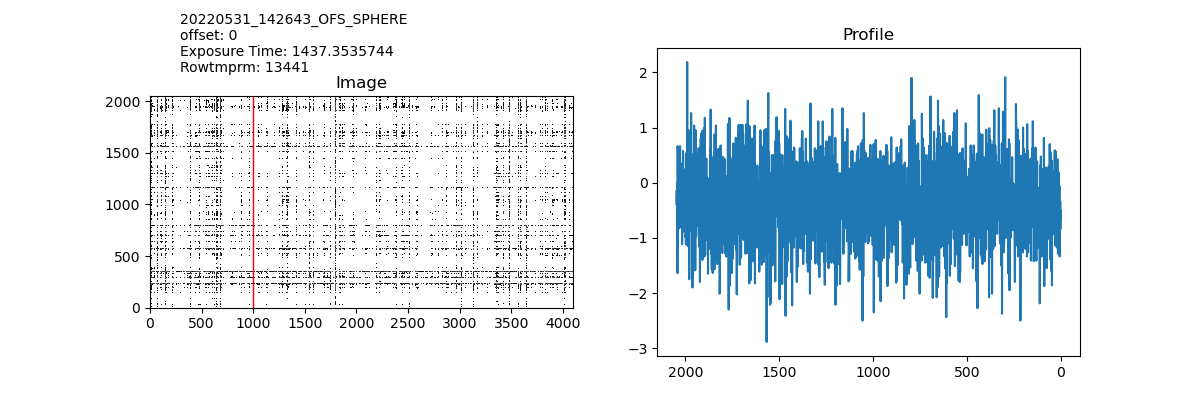 20220531_142643_OFS_SPHERE
offset: 0
Exposure Time: 1437.3535744
Rowtmprm: 13441
Image
2000
1500
1000
500
0
0 500 1000 1500 2000 2500 3000 3500 4000
Profile
2
1
0
−1
−2
−3
2000 1500 1000 500 0